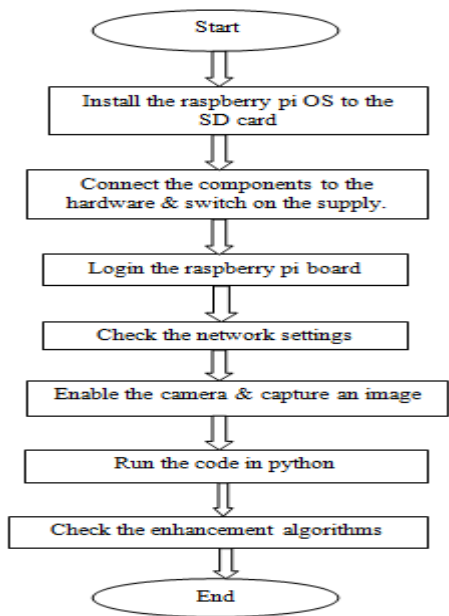 Start
Install the raspberry pi OS to the
SD card
Connect the components to the
hardware & switch on the supply.
Login the raspberry pi board
Check the network settings
Enable the camera & capture an image
Run the code in python
Check the enhancement algorithms
End